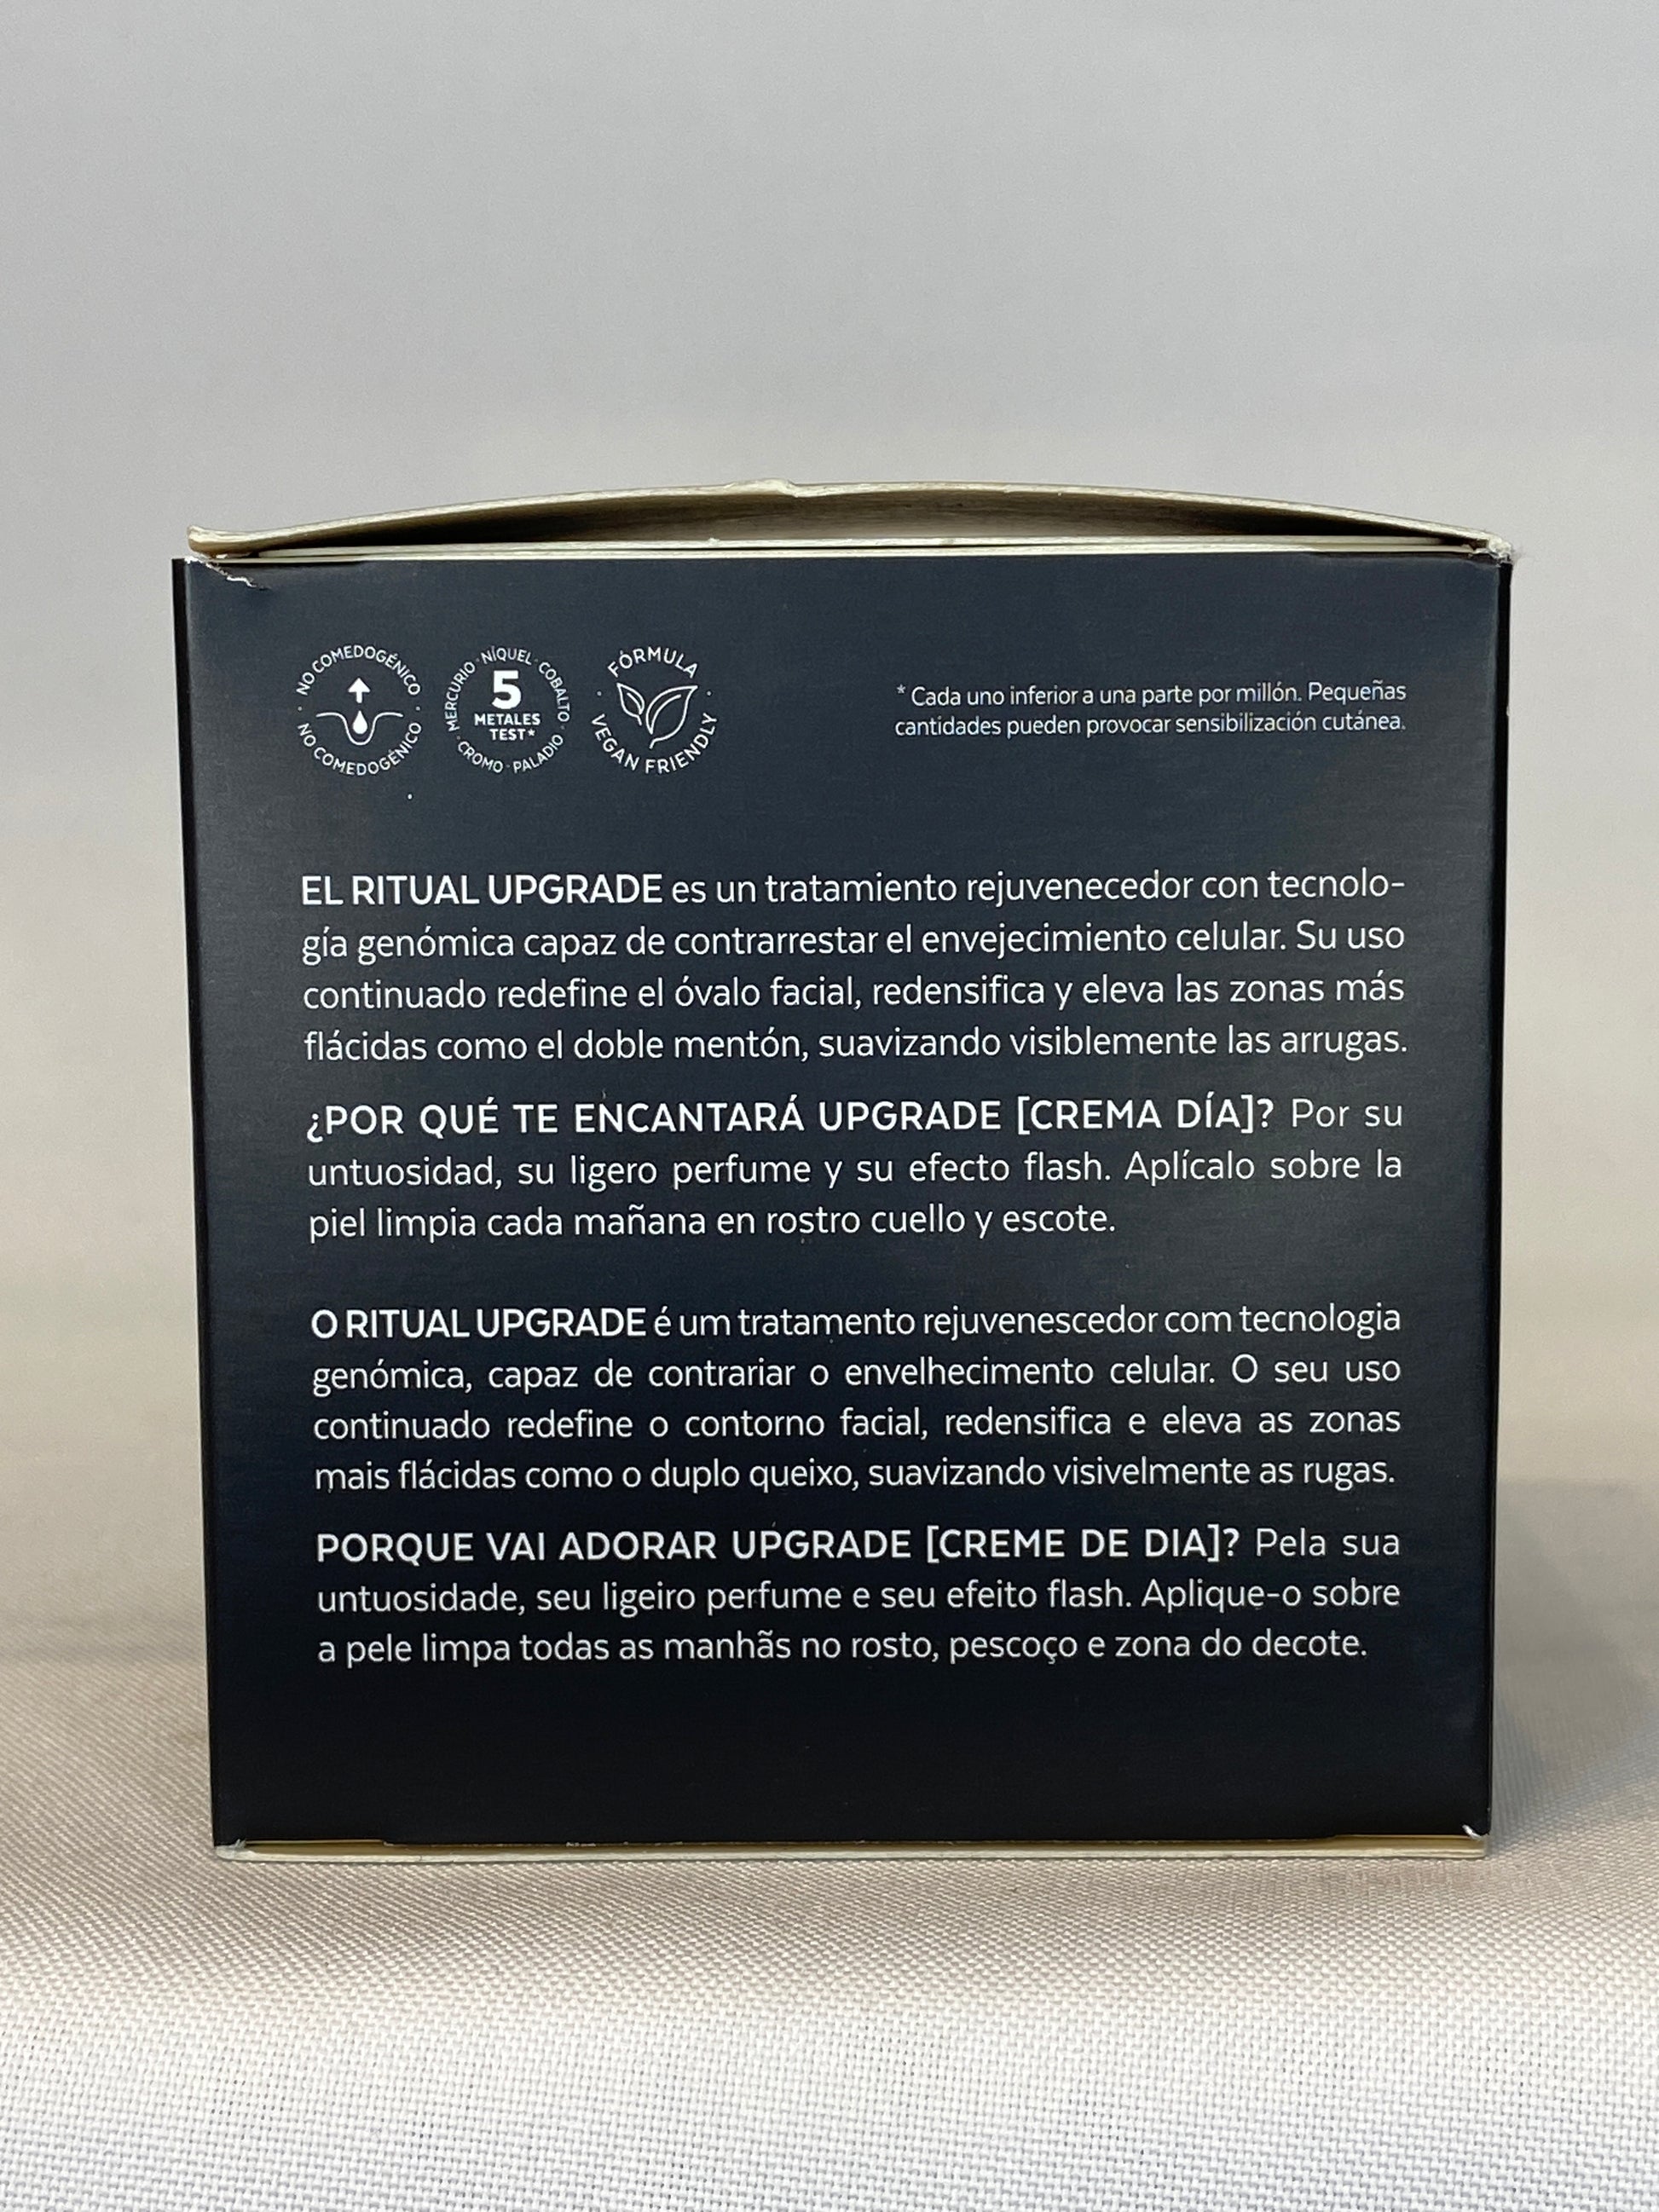 · NO COMEDOGÉNICO ·
NO COMEDOGÉNICO
MERCURIO · NÍQUEL · COBALTO
5
METALES
TEST*
· CROMO · PALADIO ·
· FÓRMULA ·
VEGAN FRIENDLY
* Cada uno inferior a una parte por millón. Pequeñas
cantidades pueden provocar sensibilización cutánea.
EL RITUAL UPGRADE es un tratamiento rejuvenecedor con tecnolo-
gía genómica capaz de contrarrestar el envejecimiento celular. Su uso
continuado redefine el óvalo facial, redensifica y eleva las zonas más
flácidas como el doble mentón, suavizando visiblemente las arrugas.
¿POR QUÉ TE ENCANTARÁ UPGRADE [CREMA DÍA]? Por su
untuosidad, su ligero perfume y su efecto flash. Aplícalo sobre la
piel limpia cada mañana en rostro cuello y escote.
O RITUAL UPGRADE é um tratamento rejuvenescedor com tecnologia
genómica, capaz de contrariar o envelhecimento celular. O seu uso
continuado redefine o contorno facial, redensifica e eleva as zonas
mais flácidas como o duplo queixo, suavizando visivelmente as rugas.
PORQUE VAI ADORAR UPGRADE [CREME DE DIA]? Pela sua
untuosidade, seu ligeiro perfume e seu efeito flash. Aplique-o sobre
a pele limpa todas as manhãs no rosto, pescoço e zona do decote.